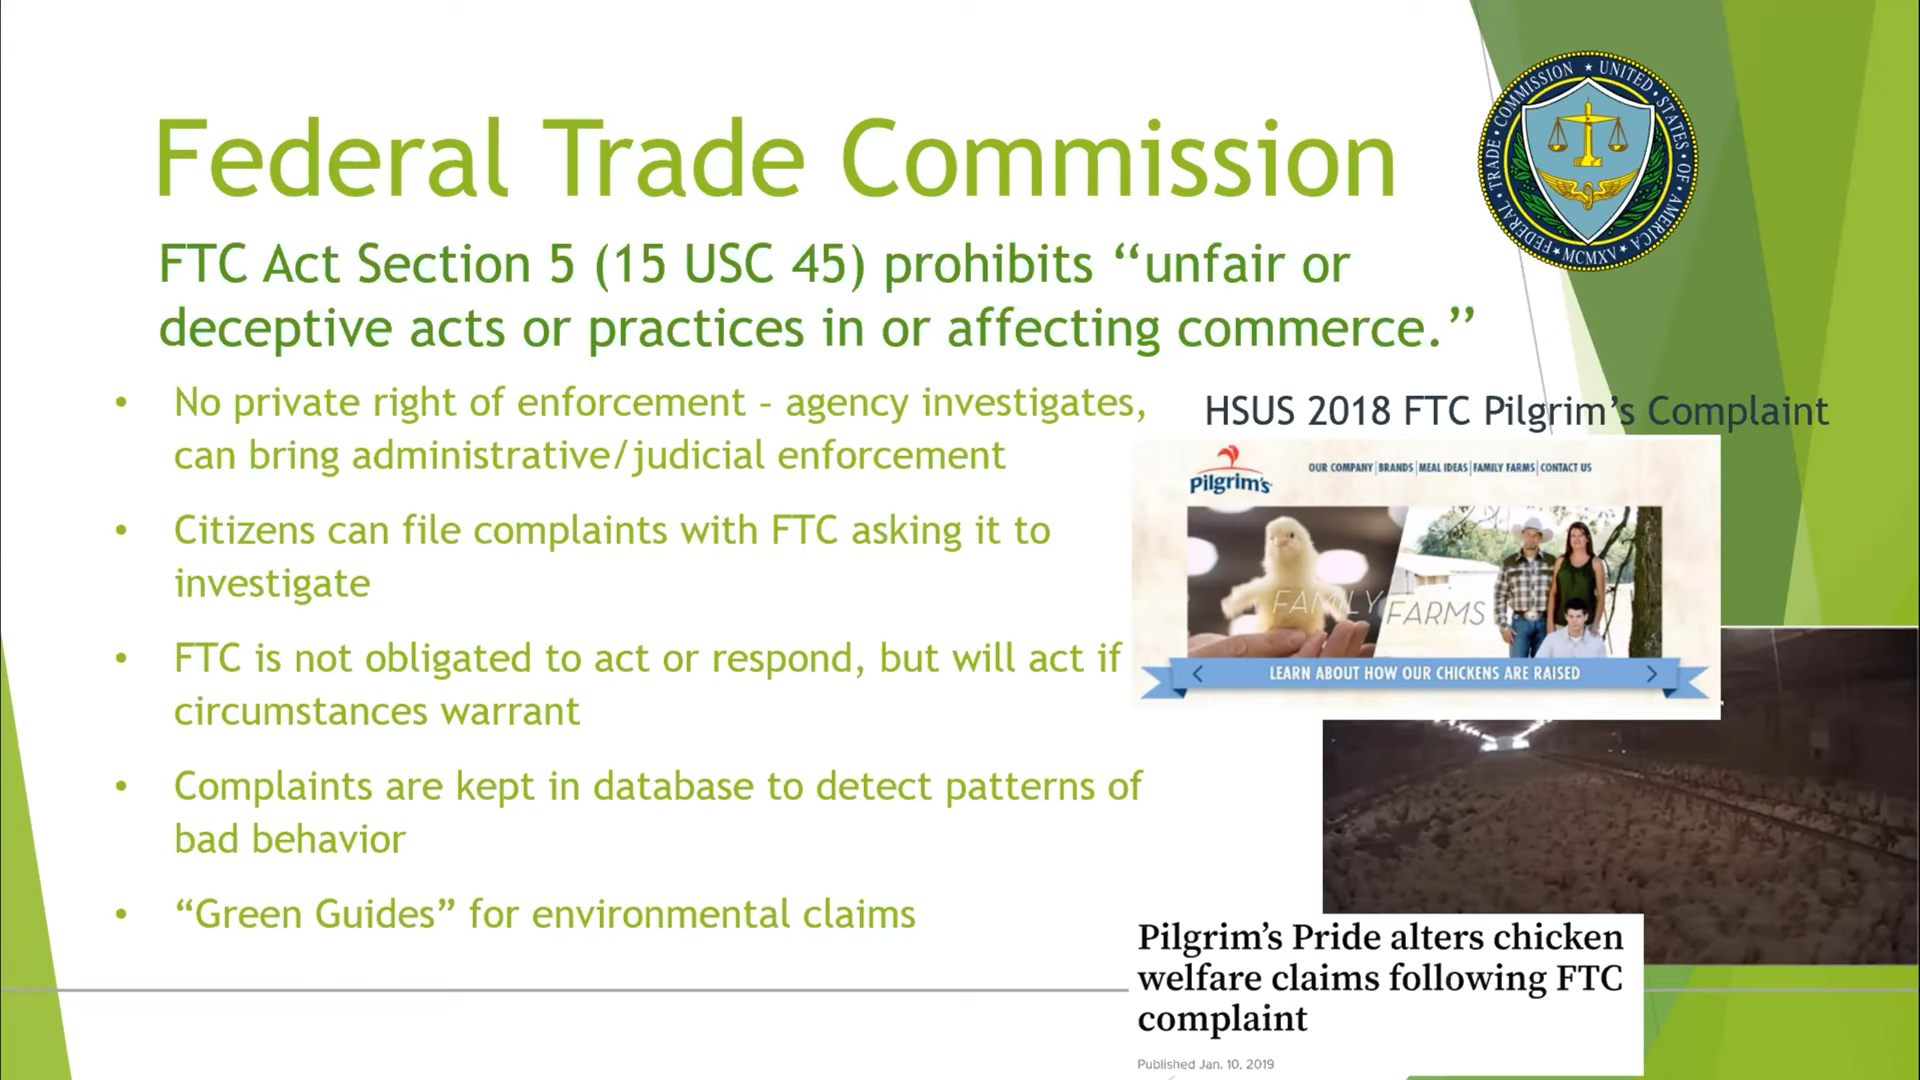 Federal Trade Commission
FEDERAL • TRADE • COMMISSION ★ UNITED • STATES • OF • AMERICA
★ MCMXV ★
FTC Act Section 5 (15 USC 45) prohibits “unfair or
deceptive acts or practices in or affecting commerce.”
• No private right of enforcement – agency investigates,
can bring administrative/judicial enforcement
• Citizens can file complaints with FTC asking it to
investigate
• FTC is not obligated to act or respond, but will act if
circumstances warrant
• Complaints are kept in database to detect patterns of
bad behavior
• “Green Guides” for environmental claims
HSUS 2018 FTC Pilgrim’s Complaint
Pilgrim's
OUR COMPANY | BRANDS | MEAL IDEAS | FAMILY FARMS | CONTACT US
FAMILY FARMS
LEARN ABOUT HOW OUR CHICKENS ARE RAISED
Pilgrim’s Pride alters chicken
welfare claims following FTC
complaint
Published Jan. 10, 2019